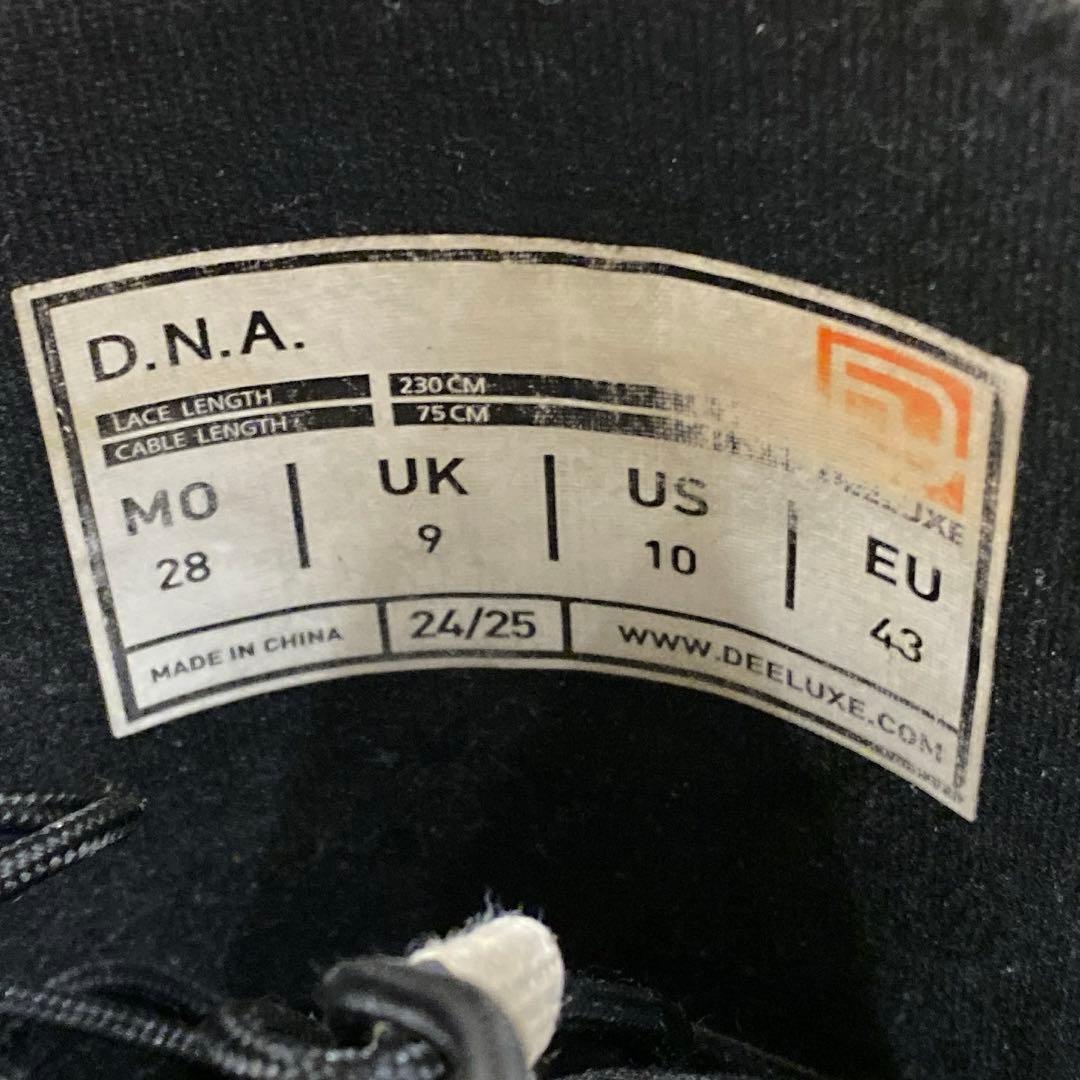 D.N.A.
LACE LENGTH 230 CM
CABLE LENGTH 75 CM
MO UK US EU
28 9 10 43
MADE IN CHINA 24/25 WWW.DEELUXE.COM